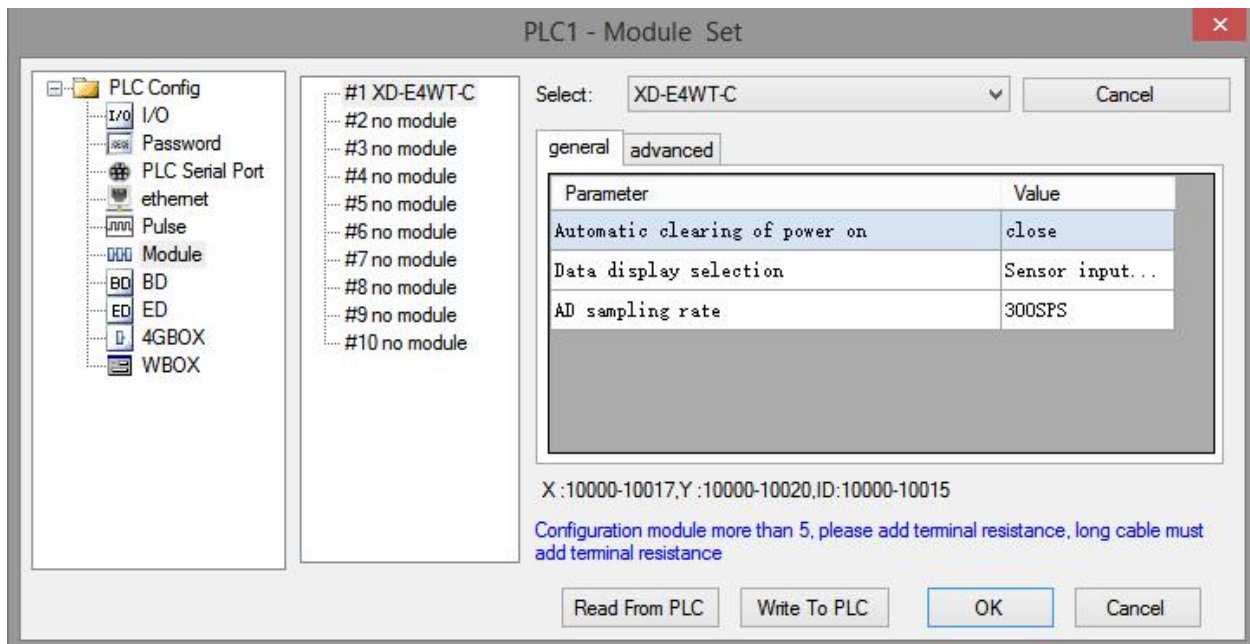 PLC1 - Module Set
PLC Config
I/O I/O
Password
PLC Serial Port
ethernet
Pulse
Module
BD BD
ED ED
4GBOX
WBOX
#1 XD-E4WT-C
#2 no module
#3 no module
#4 no module
#5 no module
#6 no module
#7 no module
#8 no module
#9 no module
#10 no module
Select: XD-E4WT-C Cancel
general advanced
Parameter Value
Automatic clearing of power on close
Data display selection Sensor input...
AD sampling rate 300SPS
X :10000-10017,Y :10000-10020,ID:10000-10015
Configuration module more than 5, please add terminal resistance, long cable must
add terminal resistance
Read From PLC Write To PLC OK Cancel